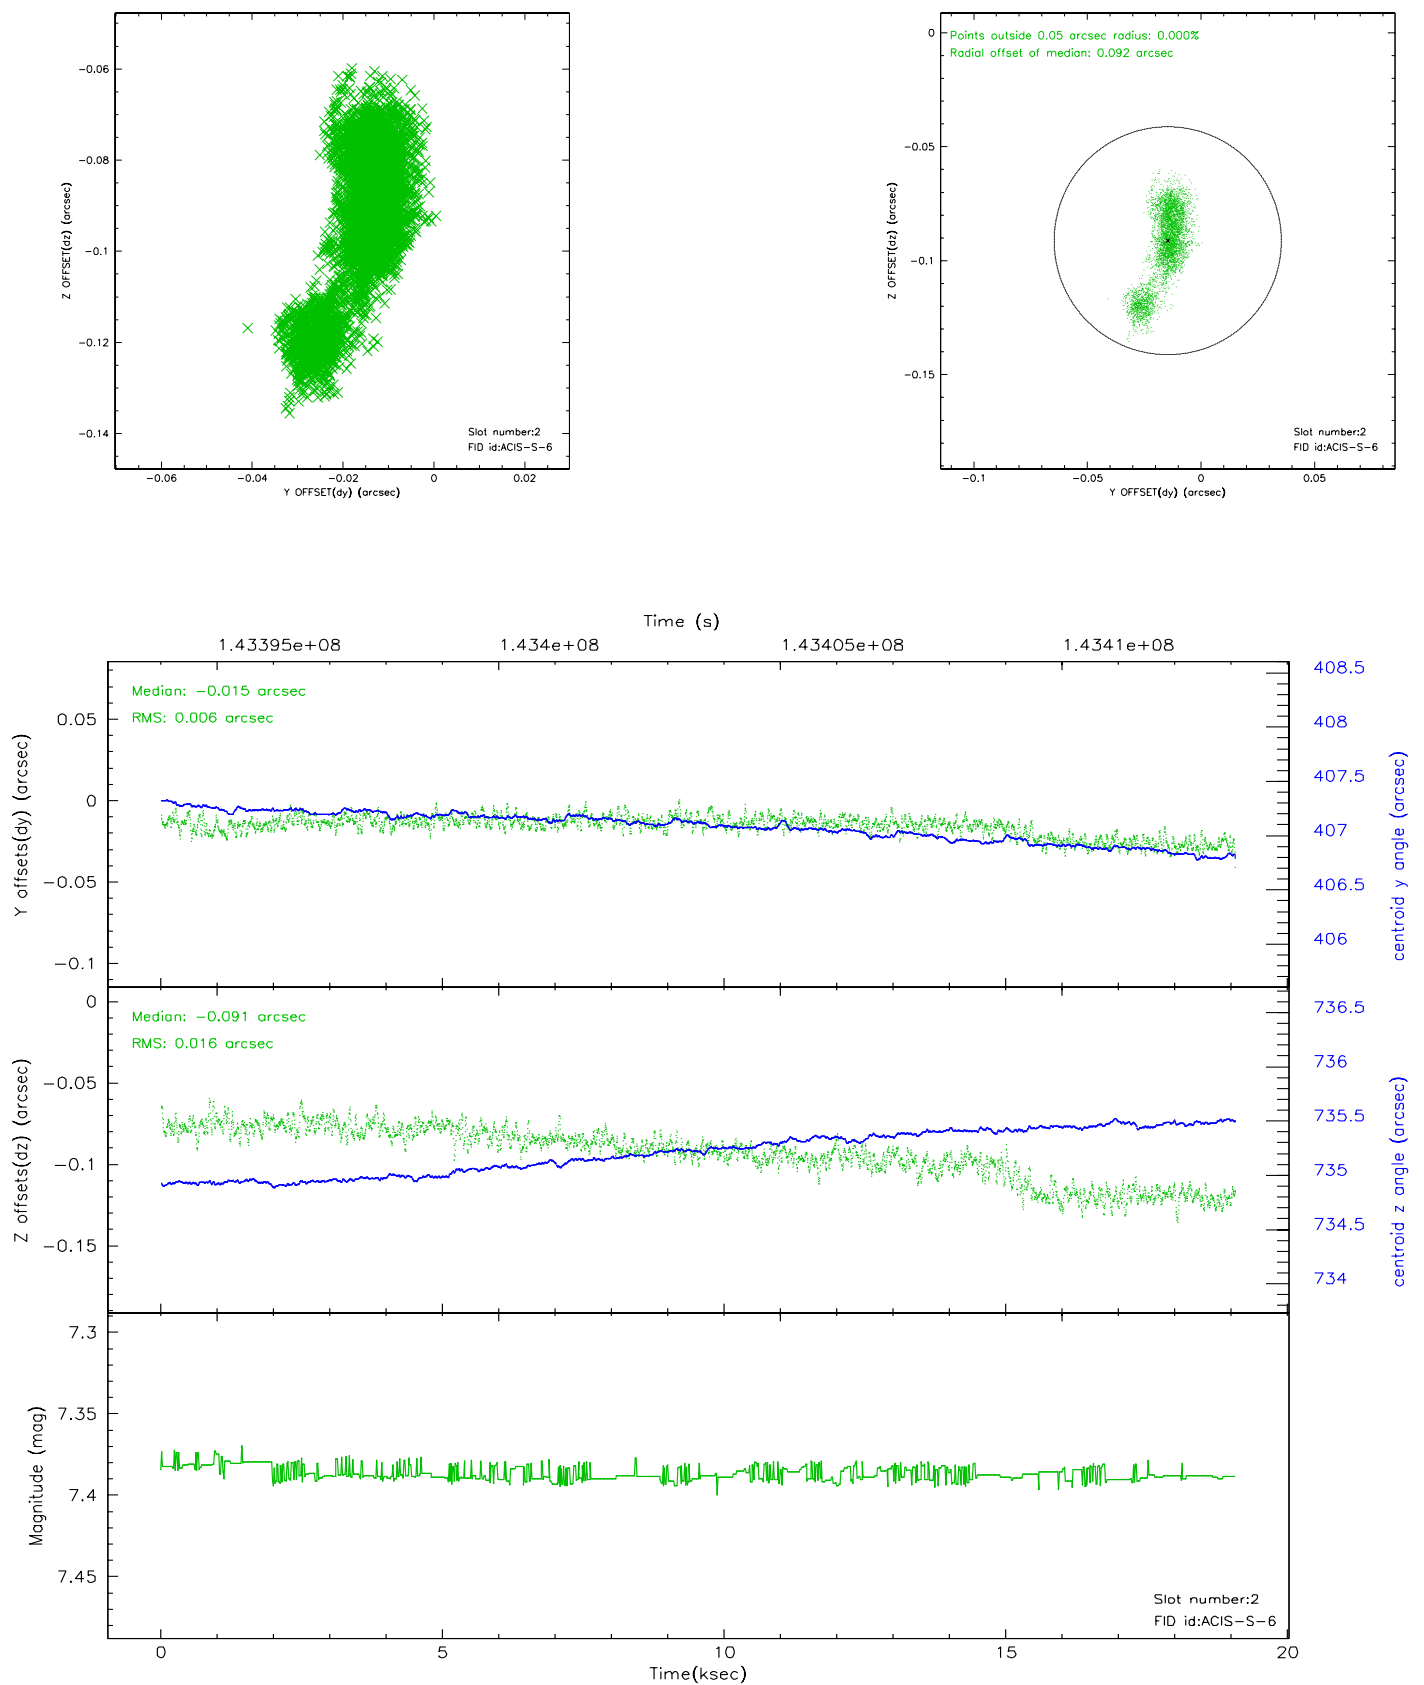 -0.06
-0.08
-0.1
-0.12
-0.14
Z OFFSET(dz) (arcsec)
Slot number:2
FID id:ACIS-S-6
-0.06 -0.04 -0.02 0 0.02
Y OFFSET(dy) (arcsec)
Points outside 0.05 arcsec radius: 0.000%
Radial offset of median: 0.092 arcsec
0
-0.05
-0.1
-0.15
Z OFFSET(dz) (arcsec)
Slot number:2
FID id:ACIS-S-6
-0.1 -0.05 0 0.05
Y OFFSET(dy) (arcsec)
Time (s)
1.43395e+08 1.434e+08 1.43405e+08 1.4341e+08
Median: -0.015 arcsec
RMS: 0.006 arcsec
0.05
0
-0.05
-0.1
Y offsets(dy) (arcsec)
408.5
408
407.5
407
406.5
406
centroid y angle (arcsec)
Median: -0.091 arcsec
RMS: 0.016 arcsec
0
-0.05
-0.1
-0.15
Z offsets(dz) (arcsec)
736.5
736
735.5
735
734.5
734
centroid z angle (arcsec)
7.3
7.35
7.4
7.45
Magnitude (mag)
Slot number:2
FID id:ACIS-S-6
0 5 10 15 20
Time(ksec)